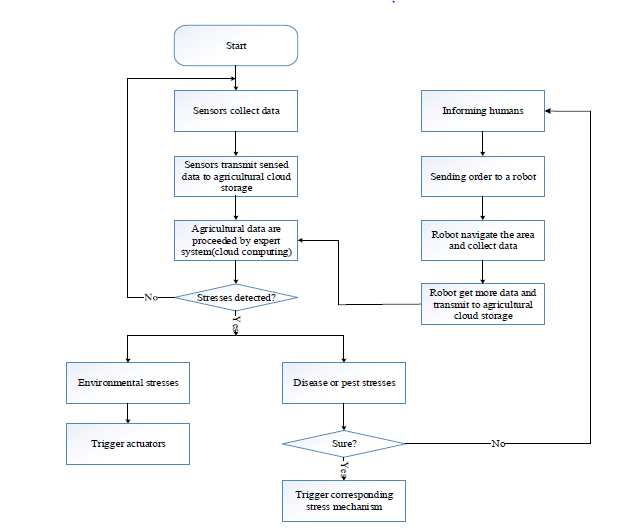 Start
Sensors collect data
Sensors transmit sensed
data to agricultural cloud
storage
Agricultural data are
proceeded by expert
system(cloud computing)
Stresses detected?
No
Yes
Environmental stresses
Trigger actuators
Disease or pest stresses
Sure?
No
Yes
Trigger corresponding
stress mechanism
Informing humans
Sending order to a robot
Robot navigate the area
and collect data
Robot get more data and
transmit to agricultural
cloud storage